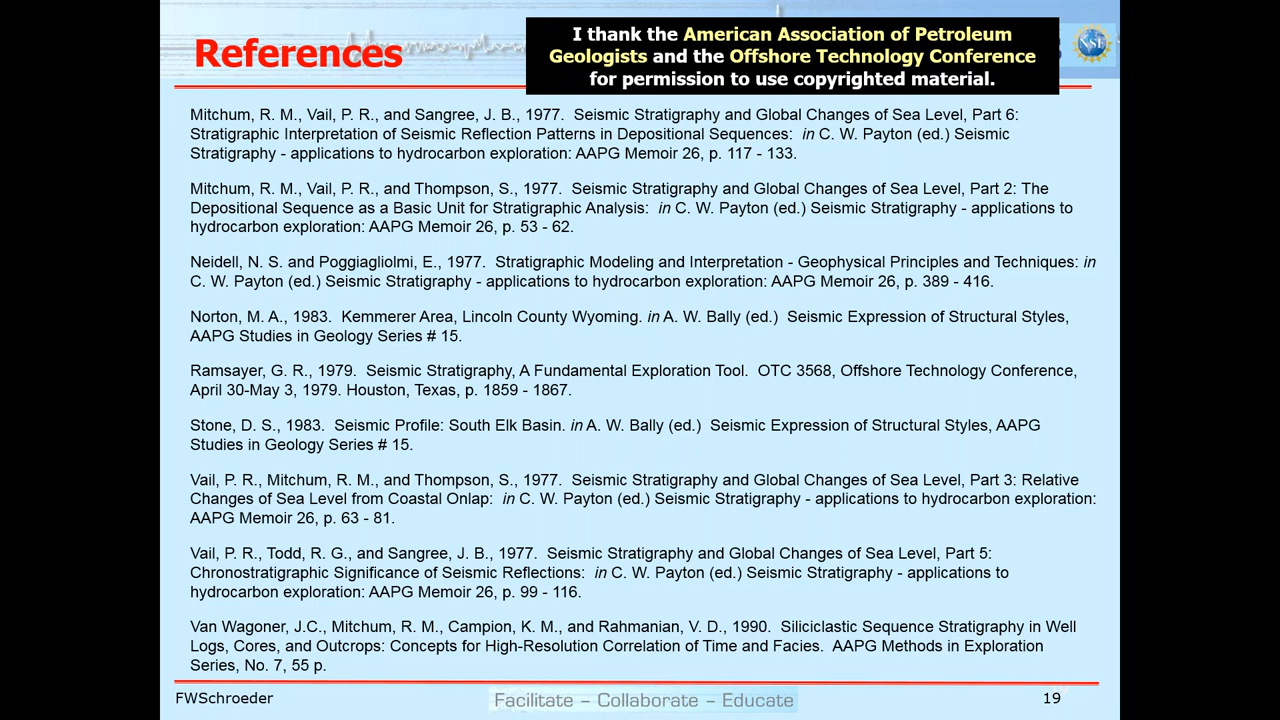 References
I thank the American Association of Petroleum
Geologists and the Offshore Technology Conference
for permission to use copyrighted material.
NSF
Mitchum, R. M., Vail, P. R., and Sangree, J. B., 1977. Seismic Stratigraphy and Global Changes of Sea Level, Part 6:
Stratigraphic Interpretation of Seismic Reflection Patterns in Depositional Sequences: in C. W. Payton (ed.) Seismic
Stratigraphy - applications to hydrocarbon exploration: AAPG Memoir 26, p. 117 - 133.
Mitchum, R. M., Vail, P. R., and Thompson, S., 1977. Seismic Stratigraphy and Global Changes of Sea Level, Part 2: The
Depositional Sequence as a Basic Unit for Stratigraphic Analysis: in C. W. Payton (ed.) Seismic Stratigraphy - applications to
hydrocarbon exploration: AAPG Memoir 26, p. 53 - 62.
Neidell, N. S. and Poggiagliolmi, E., 1977. Stratigraphic Modeling and Interpretation - Geophysical Principles and Techniques: in
C. W. Payton (ed.) Seismic Stratigraphy - applications to hydrocarbon exploration: AAPG Memoir 26, p. 389 - 416.
Norton, M. A., 1983. Kemmerer Area, Lincoln County Wyoming. in A. W. Bally (ed.) Seismic Expression of Structural Styles,
AAPG Studies in Geology Series # 15.
Ramsayer, G. R., 1979. Seismic Stratigraphy, A Fundamental Exploration Tool. OTC 3568, Offshore Technology Conference,
April 30-May 3, 1979. Houston, Texas, p. 1859 - 1867.
Stone, D. S., 1983. Seismic Profile: South Elk Basin. in A. W. Bally (ed.) Seismic Expression of Structural Styles, AAPG
Studies in Geology Series # 15.
Vail, P. R., Mitchum, R. M., and Thompson, S., 1977. Seismic Stratigraphy and Global Changes of Sea Level, Part 3: Relative
Changes of Sea Level from Coastal Onlap: in C. W. Payton (ed.) Seismic Stratigraphy - applications to hydrocarbon exploration:
AAPG Memoir 26, p. 63 - 81.
Vail, P. R., Todd, R. G., and Sangree, J. B., 1977. Seismic Stratigraphy and Global Changes of Sea Level, Part 5:
Chronostratigraphic Significance of Seismic Reflections: in C. W. Payton (ed.) Seismic Stratigraphy - applications to
hydrocarbon exploration: AAPG Memoir 26, p. 99 - 116.
Van Wagoner, J.C., Mitchum, R. M., Campion, K. M., and Rahmanian, V. D., 1990. Siliciclastic Sequence Stratigraphy in Well
Logs, Cores, and Outcrops: Concepts for High-Resolution Correlation of Time and Facies. AAPG Methods in Exploration
Series, No. 7, 55 p.
FWSchroeder
Facilitate – Collaborate – Educate
19